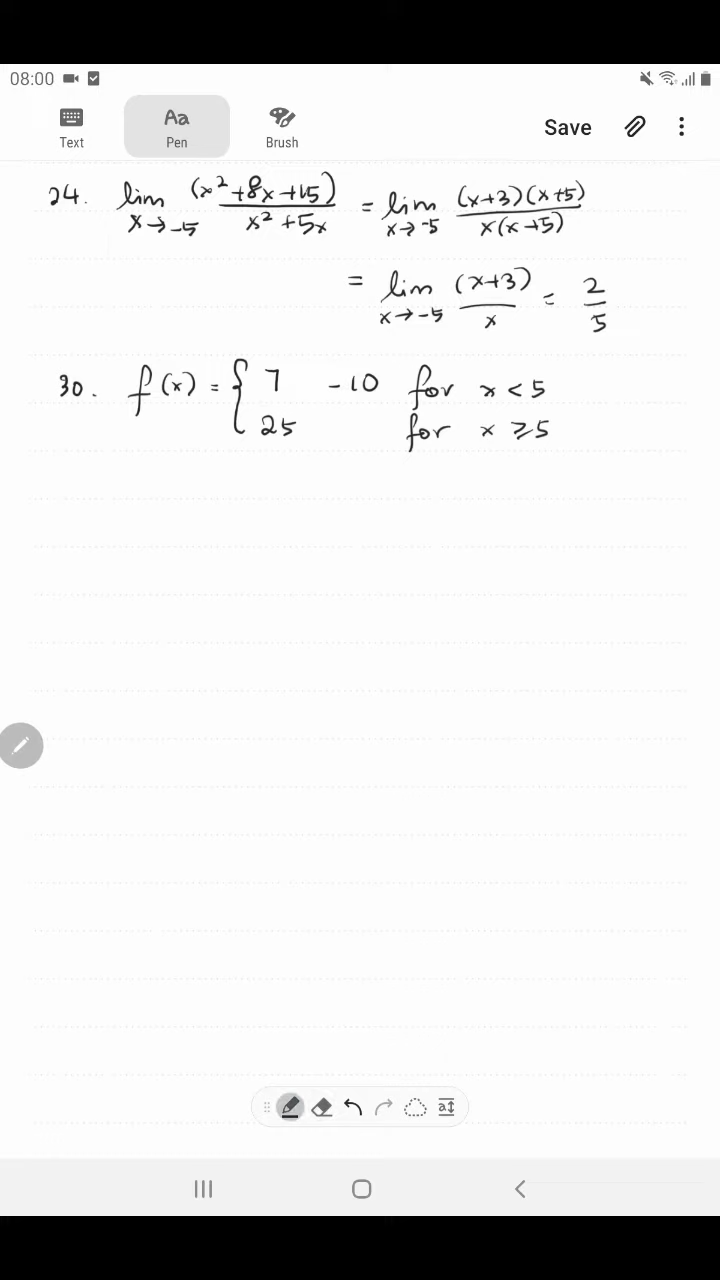 08:00
Text Aa Pen Brush Save
24. lim x→-5 (x²+8x+15)/(x²+5x) = lim x→-5 (x+3)(x+5)/x(x+5)
= lim x→-5 (x+3)/x = 2/5
30. f(x) = { 7 -10 for x < 5
25 for x ≥ 5